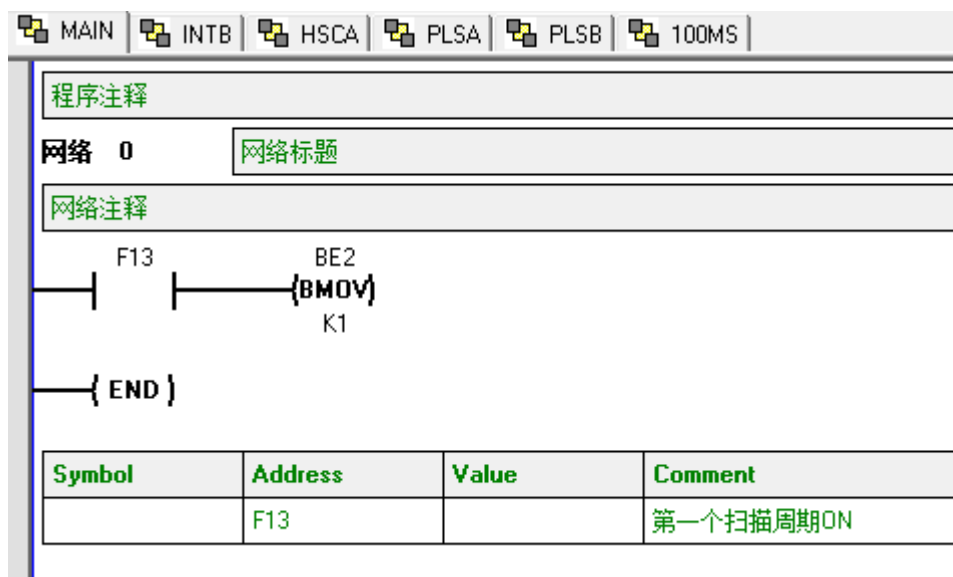 MAIN INTB HSCA PLSA PLSB 100MS
程序注释
网络 0 网络标题
网络注释
F13 BE2
(BMOV)
K1
( END )
Symbol Address Value Comment
F13 第一个扫描周期ON